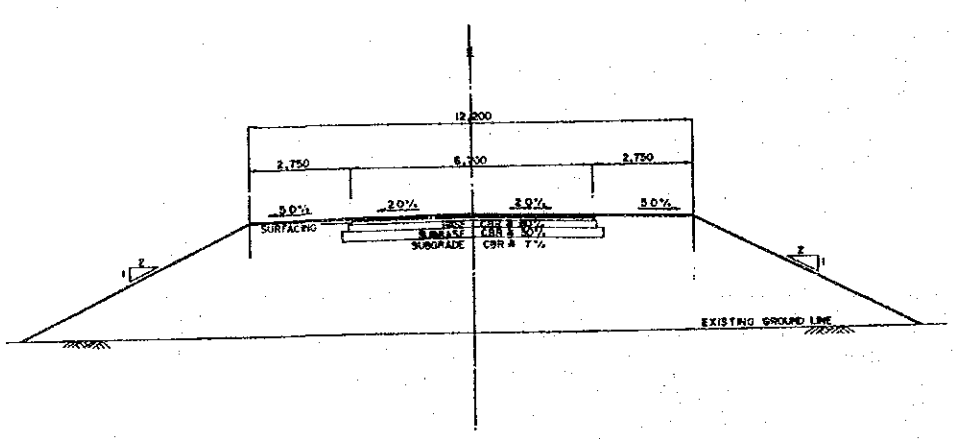 12,200
2,750 6,700 2,750
5.0% 2.0% 2.0% 5.0%
SURFACING
BASE CBR ≥ 80%
SUBBASE CBR ≥ 30%
SUBGRADE CBR ≥ 7%
2
1
2
1
EXISTING GROUND LINE